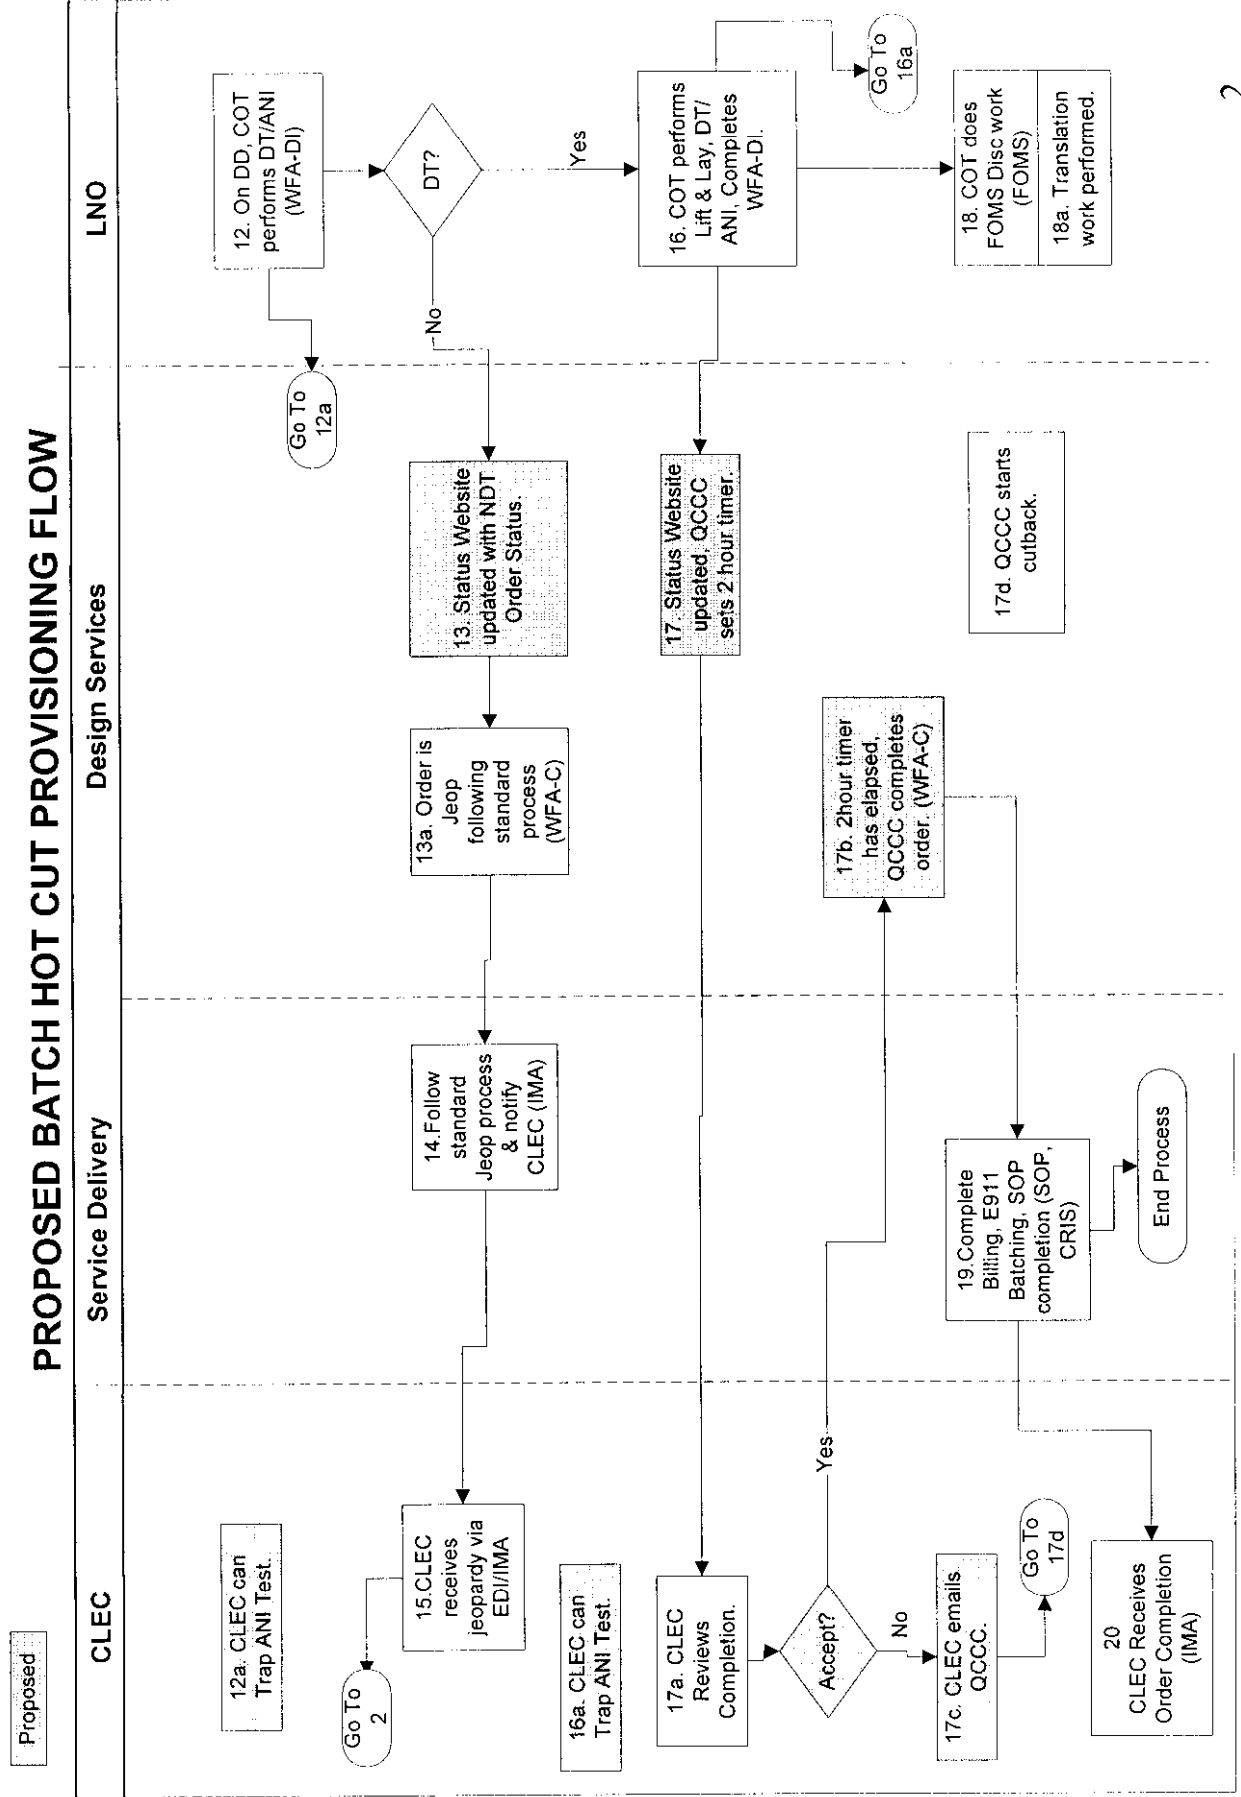 PROPOSED BATCH HOT CUT PROVISIONING FLOW
Proposed
CLEC
Service Delivery
Design Services
LNO
12. On DD, COT
performs DT/ANI
(WFA-DI)
Go To
12a
12a. CLEC can
Trap ANI Test.
DT?
No
Yes
13. Status Website
updated with NDT
Order Status.
13a. Order is
Jeop
following
standard
process
(WFA-C)
14.Follow
standard
Jeop process
& notify
CLEC (IMA)
15.CLEC
receives
jeopardy via
EDI/IMA
Go To
2
16. COT performs
Lift & Lay, DT/
ANI, Completes
WFA-DI.
Go To
16a
16a. CLEC can
Trap ANI Test.
17. Status Website
updated, QCCC
sets 2 hour timer.
17a. CLEC
Reviews
Completion.
Accept?
Yes
No
17b. 2hour timer
has elapsed,
QCCC completes
order. (WFA-C)
17c. CLEC emails
QCCC.
Go To
17d
17d. QCCC starts
cutback.
18. COT does
FOMS Disc work
(FOMS)
18a. Translation
work performed.
19.Complete
Billing, E911
Batching, SOP
completion (SOP,
CRIS)
End Process
20
CLEC Receives
Order Completion
(IMA)
2